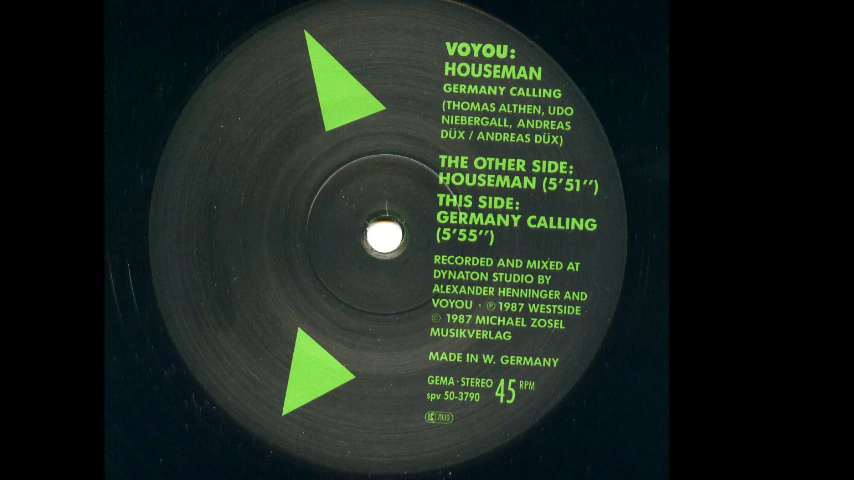 VOYOU:
HOUSEMAN
GERMANY CALLING
(THOMAS ALTHEN, UDO
NIEBERGALL, ANDREAS
DÜX / ANDREAS DÜX)
THE OTHER SIDE:
HOUSEMAN (5'51'')
THIS SIDE:
GERMANY CALLING
(5'55'')
RECORDED AND MIXED AT
DYNATON STUDIO BY
ALEXANDER HENNINGER AND
VOYOU · ℗ 1987 WESTSIDE
© 1987 MICHAEL ZOSEL
MUSIKVERLAG
MADE IN W. GERMANY
GEMA · STEREO 45 RPM
spv 50-3790